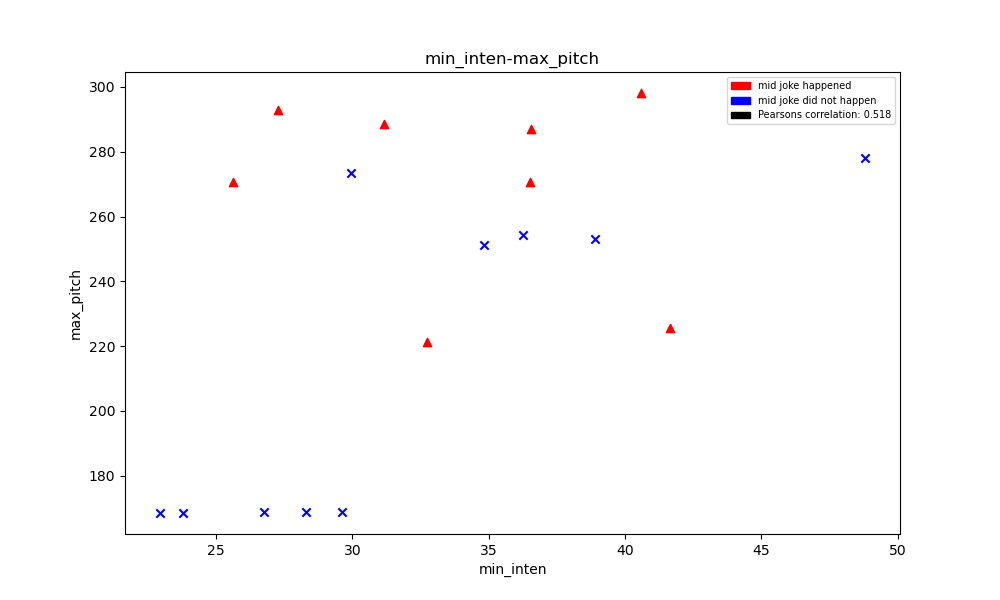 min_inten-max_pitch
mid joke happened
mid joke did not happen
Pearsons correlation: 0.518
300
280
260
240
220
200
180
max_pitch
25 30 35 40 45 50
min_inten